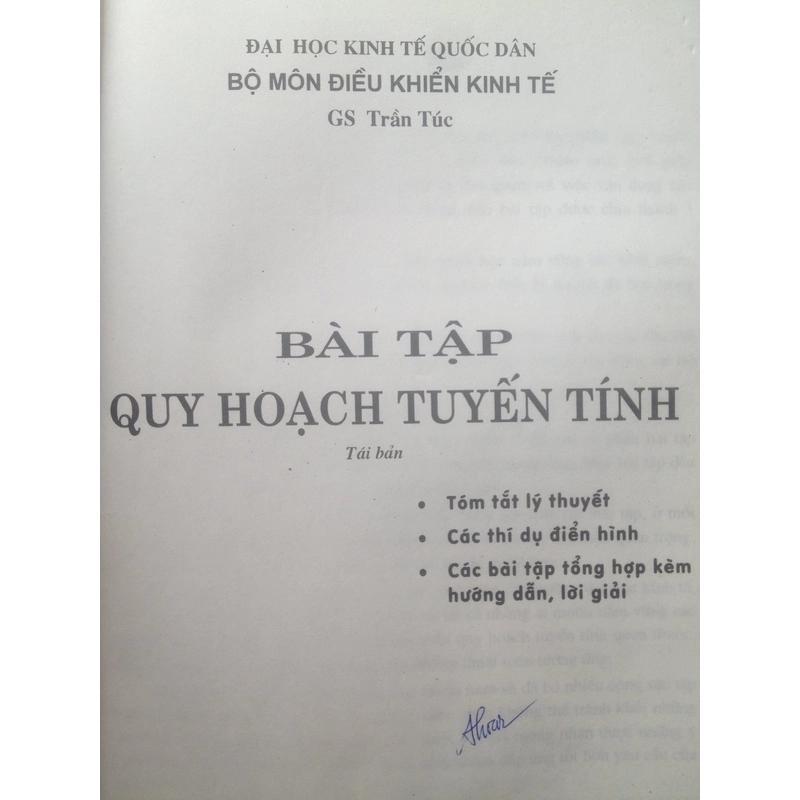 ĐẠI HỌC KINH TẾ QUỐC DÂN
BỘ MÔN ĐIỀU KHIỂN KINH TẾ
GS Trần Túc
BÀI TẬP
QUY HOẠCH TUYẾN TÍNH
Tái bản
• Tóm tắt lý thuyết
• Các thí dụ điển hình
• Các bài tập tổng hợp kèm
hướng dẫn, lời giải